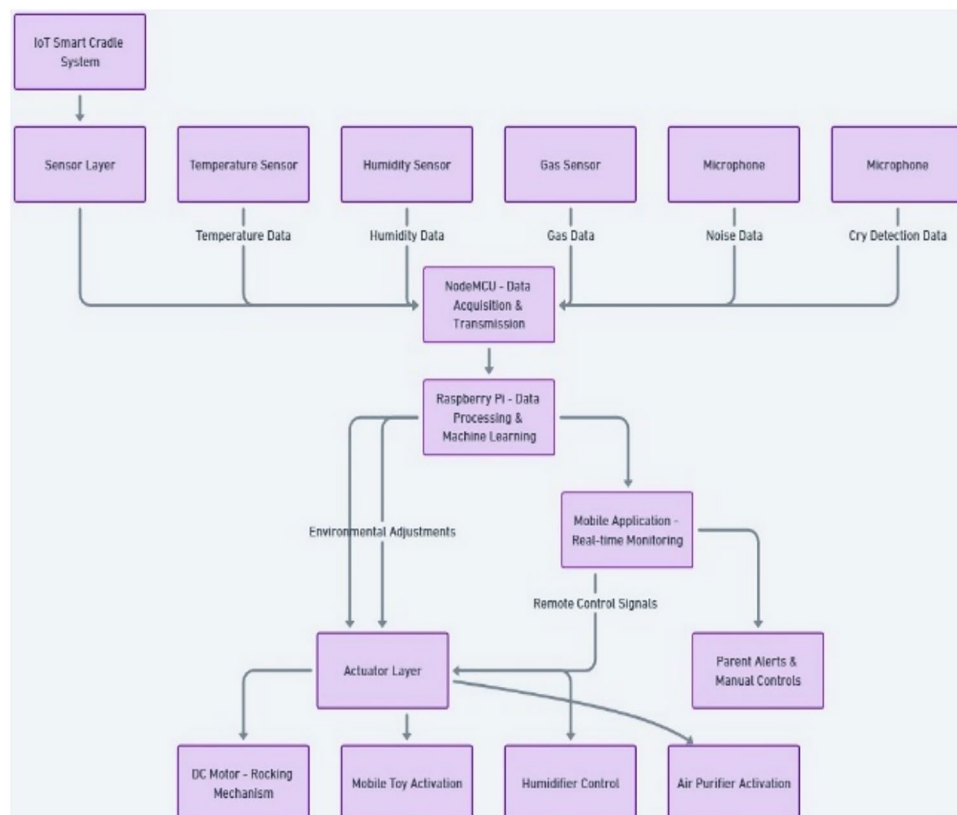 IoT Smart Cradle
System
Sensor Layer
Temperature Sensor
Humidity Sensor
Gas Sensor
Microphone
Microphone
Temperature Data
Humidity Data
Gas Data
Noise Data
Cry Detection Data
NodeMCU - Data
Acquisition &
Transmission
Raspberry Pi - Data
Processing &
Machine Learning
Mobile Application -
Real-time Monitoring
Environmental Adjustments
Remote Control Signals
Actuator Layer
Parent Alerts &
Manual Controls
DC Motor - Rocking
Mechanism
Mobile Toy Activation
Humidifier Control
Air Purifier Activation